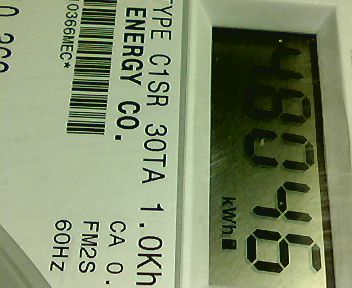 48046
kWh
TYPE C1SR 30TA 1.0Kh
ENERGY CO.
CA 0.
FM2S
60Hz
0366MEC*